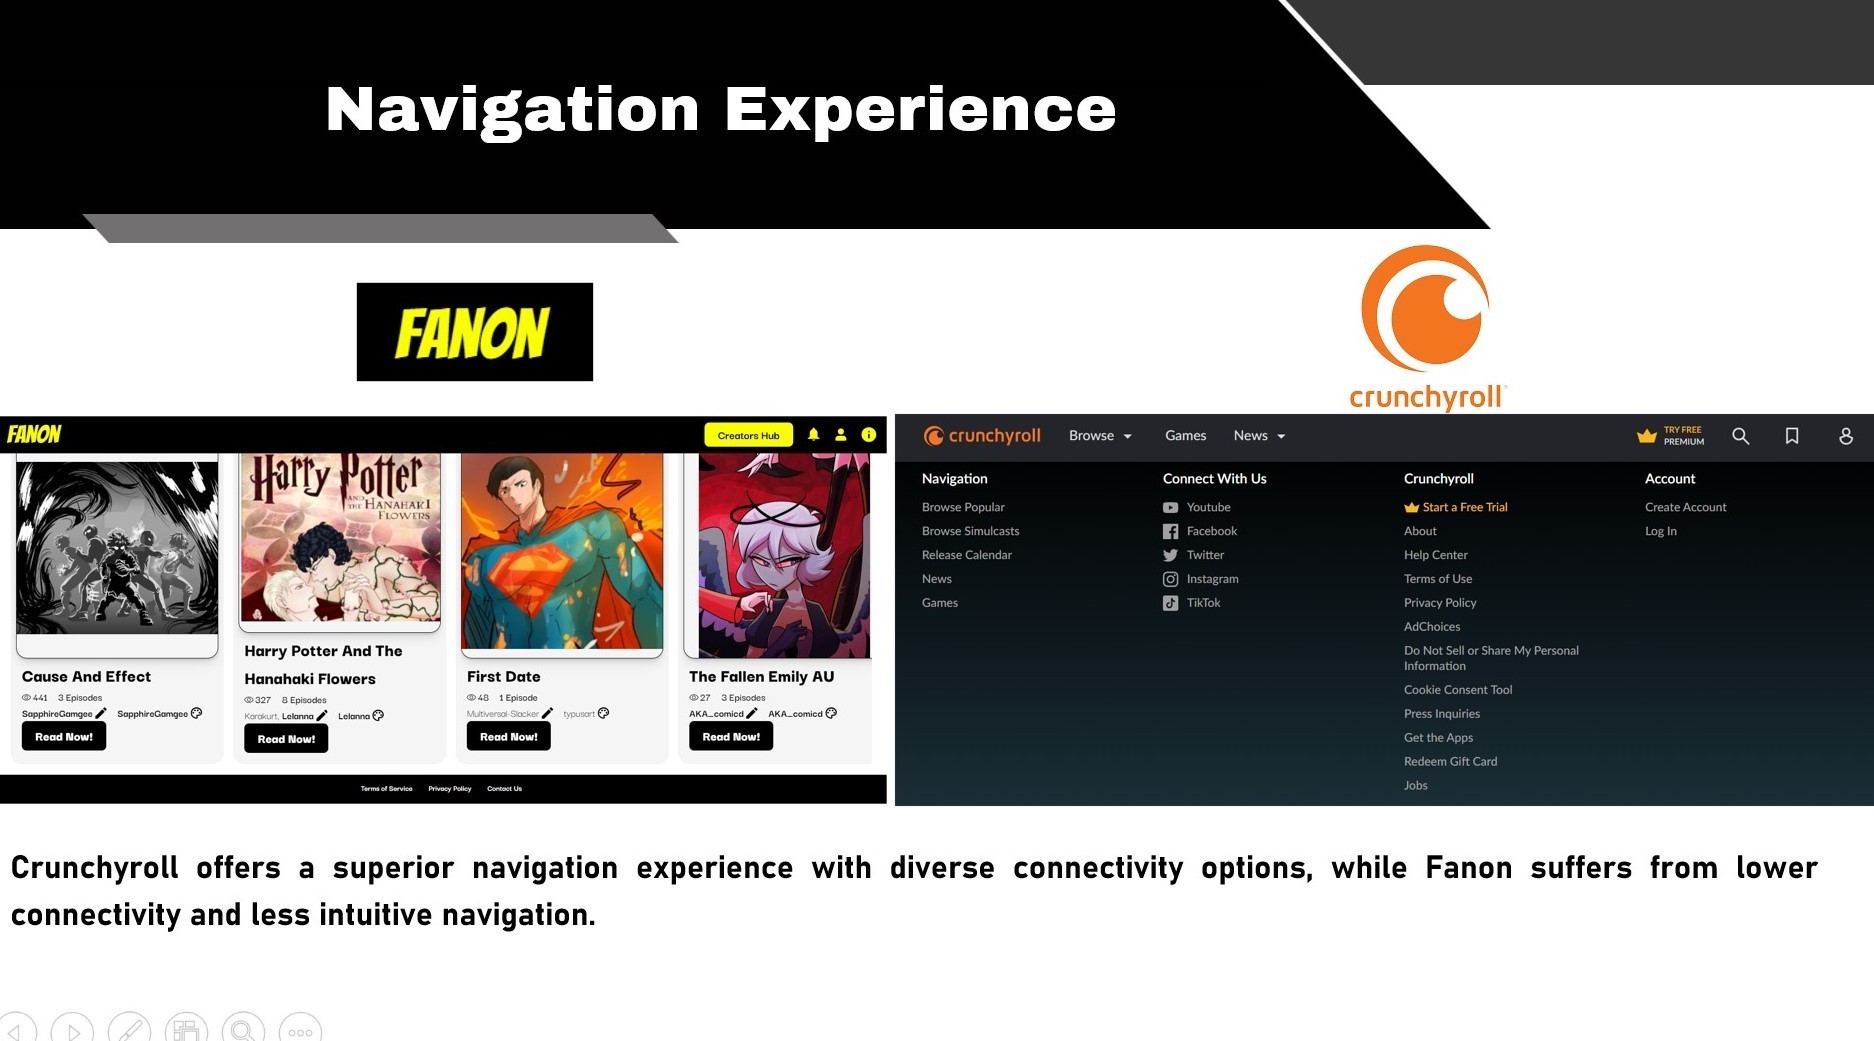 Navigation Experience
FANON
crunchyroll
FANON
Creators Hub
Harry Potter
AND THE HANAHAKI
FLOWERS
Cause And Effect
441 3 Episodes
SapphireGamgee SapphireGamgee
Read Now!
Harry Potter And The
Hanahaki Flowers
327 8 Episodes
Karakurt, Lelanna Lelanna
Read Now!
First Date
48 1 Episode
Multiversal-Slacker typusart
Read Now!
The Fallen Emily AU
27 3 Episodes
AKA_comicd AKA_comicd
Read Now!
Terms of Service Privacy Policy Contact Us
crunchyroll Browse Games News TRY FREE
PREMIUM
Navigation
Browse Popular
Browse Simulcasts
Release Calendar
News
Games
Connect With Us
Youtube
Facebook
Twitter
Instagram
TikTok
Crunchyroll
Start a Free Trial
About
Help Center
Terms of Use
Privacy Policy
AdChoices
Do Not Sell or Share My Personal
Information
Cookie Consent Tool
Press Inquiries
Get the Apps
Redeem Gift Card
Jobs
Account
Create Account
Log In
Crunchyroll offers a superior navigation experience with diverse connectivity options, while Fanon suffers from lower
connectivity and less intuitive navigation.